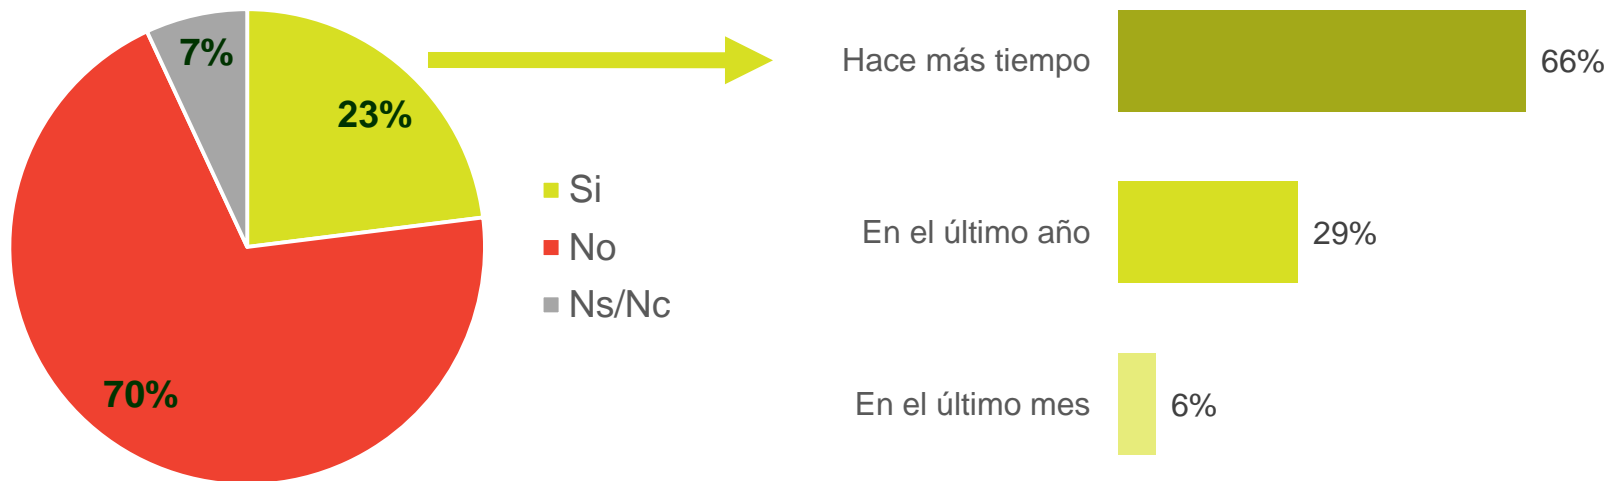 7%
23%
70%
Si
No
Ns/Nc
Hace más tiempo 66%
En el último año 29%
En el último mes 6%